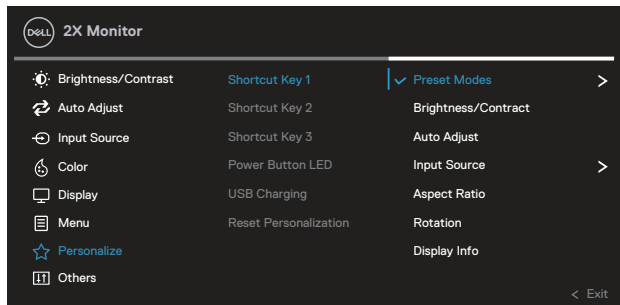 DELL 2X Monitor
Brightness/Contrast Shortcut Key 1 Preset Modes >
Auto Adjust Shortcut Key 2 Brightness/Contract
Input Source Shortcut Key 3 Auto Adjust
Color Power Button LED Input Source >
Display USB Charging Aspect Ratio
Menu Reset Personalization Rotation
Personalize Display Info
Others
< Exit